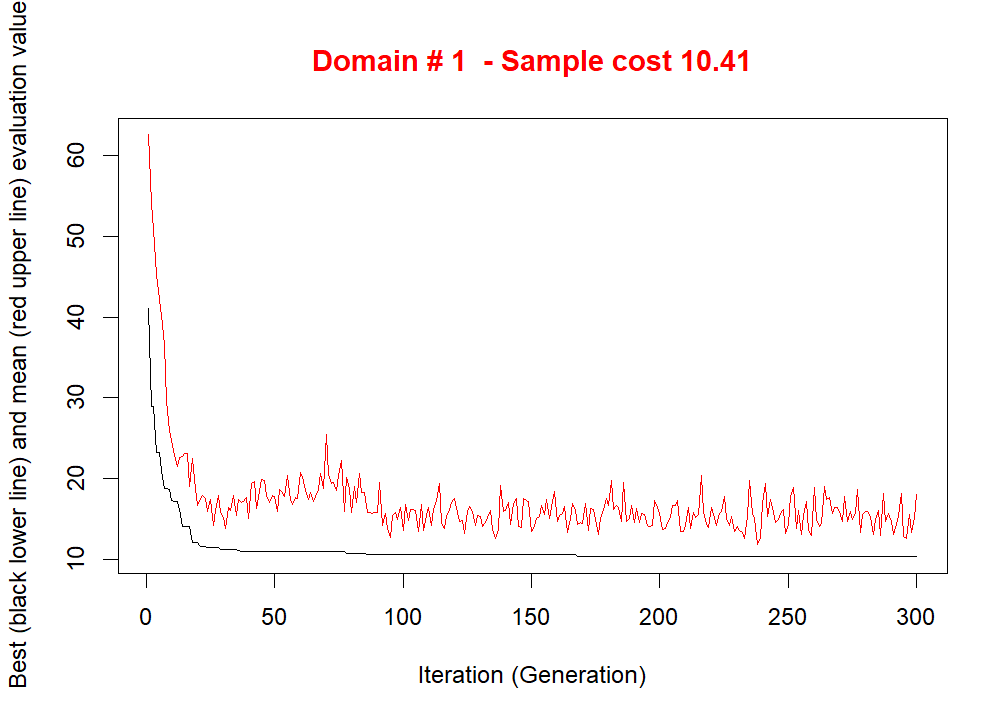 Domain # 1  - Sample cost 10.41
Best (black lower line) and mean (red upper line) evaluation value
60
50
40
30
20
10
0 50 100 150 200 250 300
Iteration (Generation)